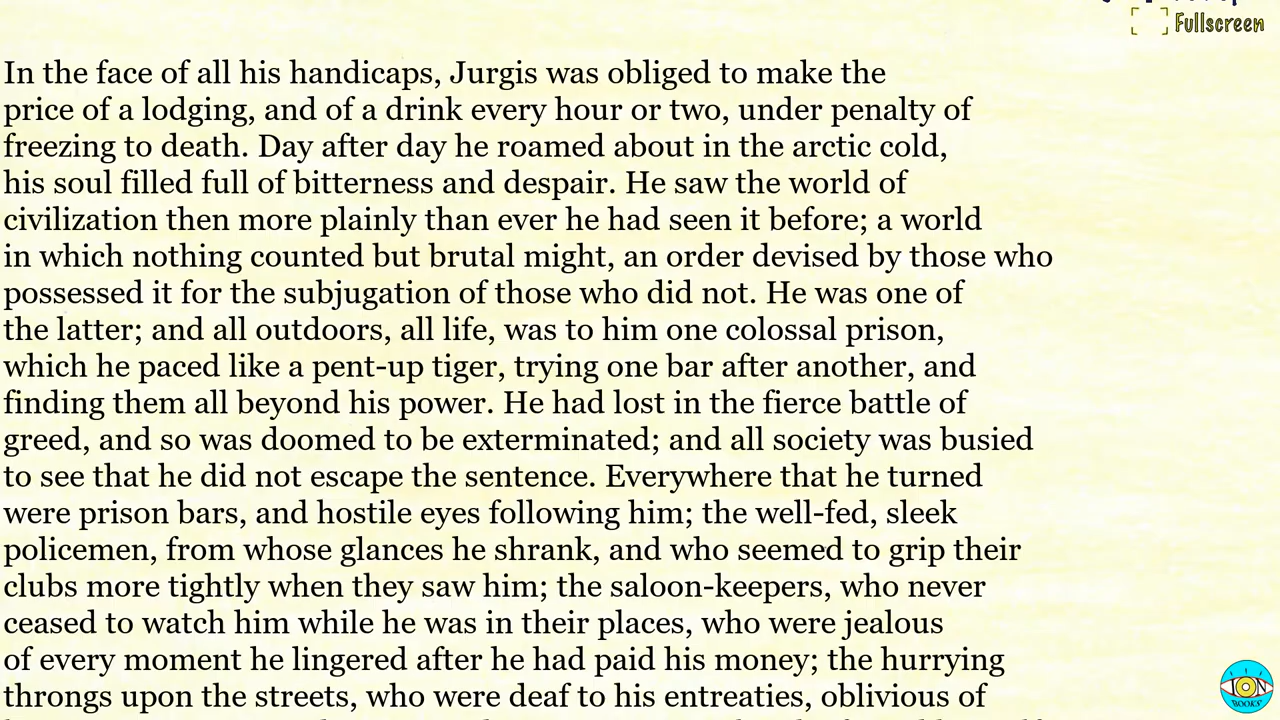 Fullscreen
In the face of all his handicaps, Jurgis was obliged to make the
price of a lodging, and of a drink every hour or two, under penalty of
freezing to death. Day after day he roamed about in the arctic cold,
his soul filled full of bitterness and despair. He saw the world of
civilization then more plainly than ever he had seen it before; a world
in which nothing counted but brutal might, an order devised by those who
possessed it for the subjugation of those who did not. He was one of
the latter; and all outdoors, all life, was to him one colossal prison,
which he paced like a pent-up tiger, trying one bar after another, and
finding them all beyond his power. He had lost in the fierce battle of
greed, and so was doomed to be exterminated; and all society was busied
to see that he did not escape the sentence. Everywhere that he turned
were prison bars, and hostile eyes following him; the well-fed, sleek
policemen, from whose glances he shrank, and who seemed to grip their
clubs more tightly when they saw him; the saloon-keepers, who never
ceased to watch him while he was in their places, who were jealous
of every moment he lingered after he had paid his money; the hurrying
throngs upon the streets, who were deaf to his entreaties, oblivious of
ION
BOOKS